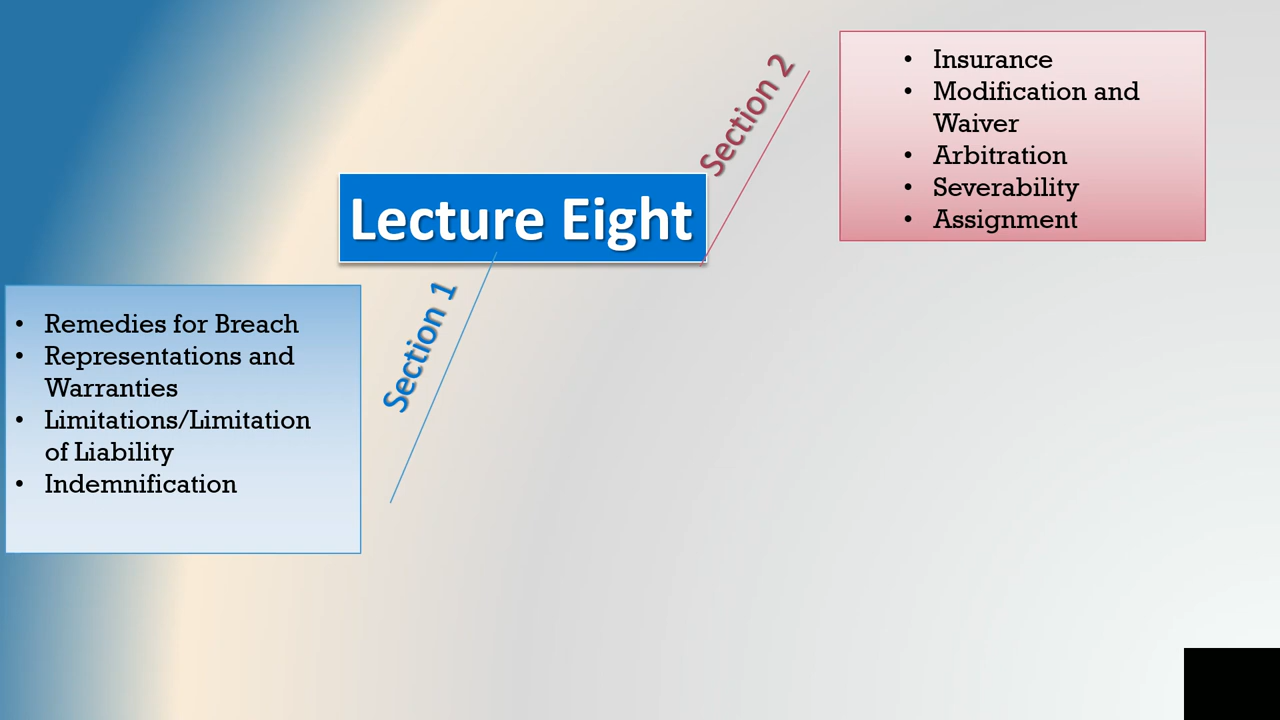 Lecture Eight
Section 1
• Remedies for Breach
• Representations and
Warranties
• Limitations/Limitation
of Liability
• Indemnification
Section 2
• Insurance
• Modification and
Waiver
• Arbitration
• Severability
• Assignment